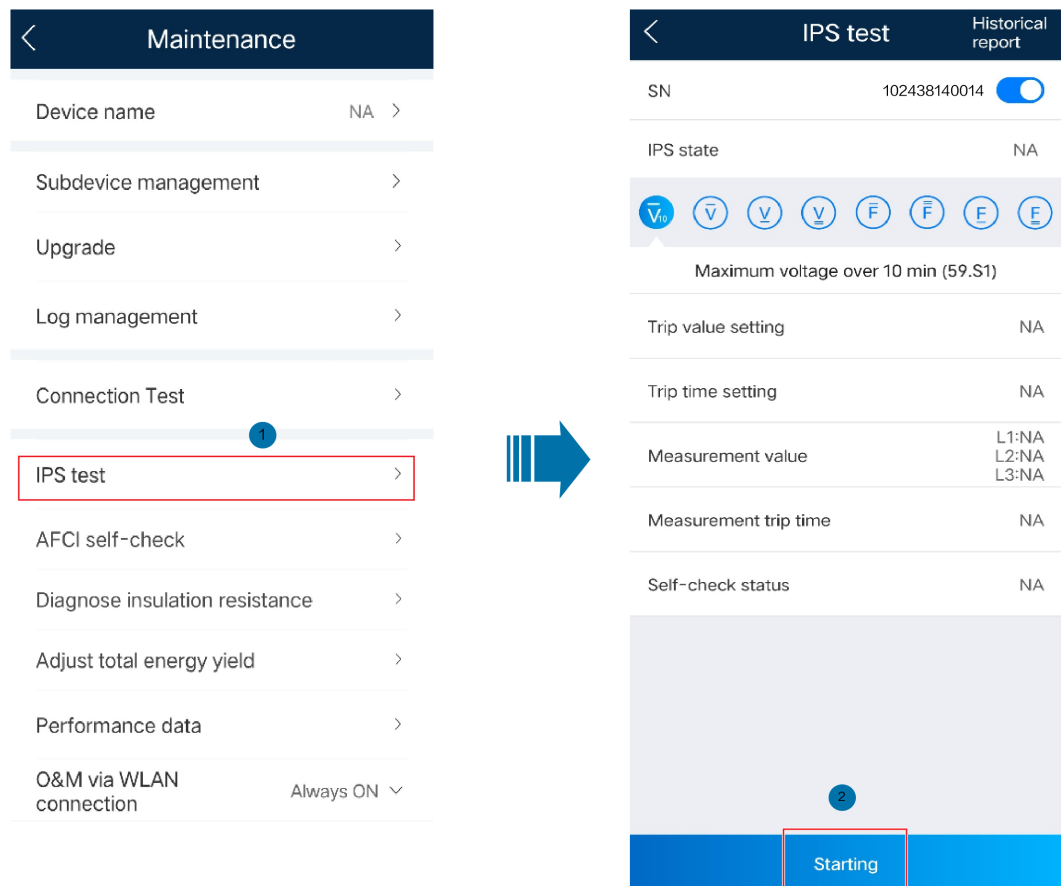 Maintenance
Device name NA
Subdevice management
Upgrade
Log management
Connection Test
1
IPS test
AFCI self-check
Diagnose insulation resistance
Adjust total energy yield
Performance data
O&M via WLAN
connection
Always ON
IPS test
Historical
report
SN 102438140014
IPS state NA
V10 V V V F F F F
Maximum voltage over 10 min (59.S1)
Trip value setting NA
Trip time setting NA
Measurement value
L1:NA
L2:NA
L3:NA
Measurement trip time NA
Self-check status NA
2
Starting